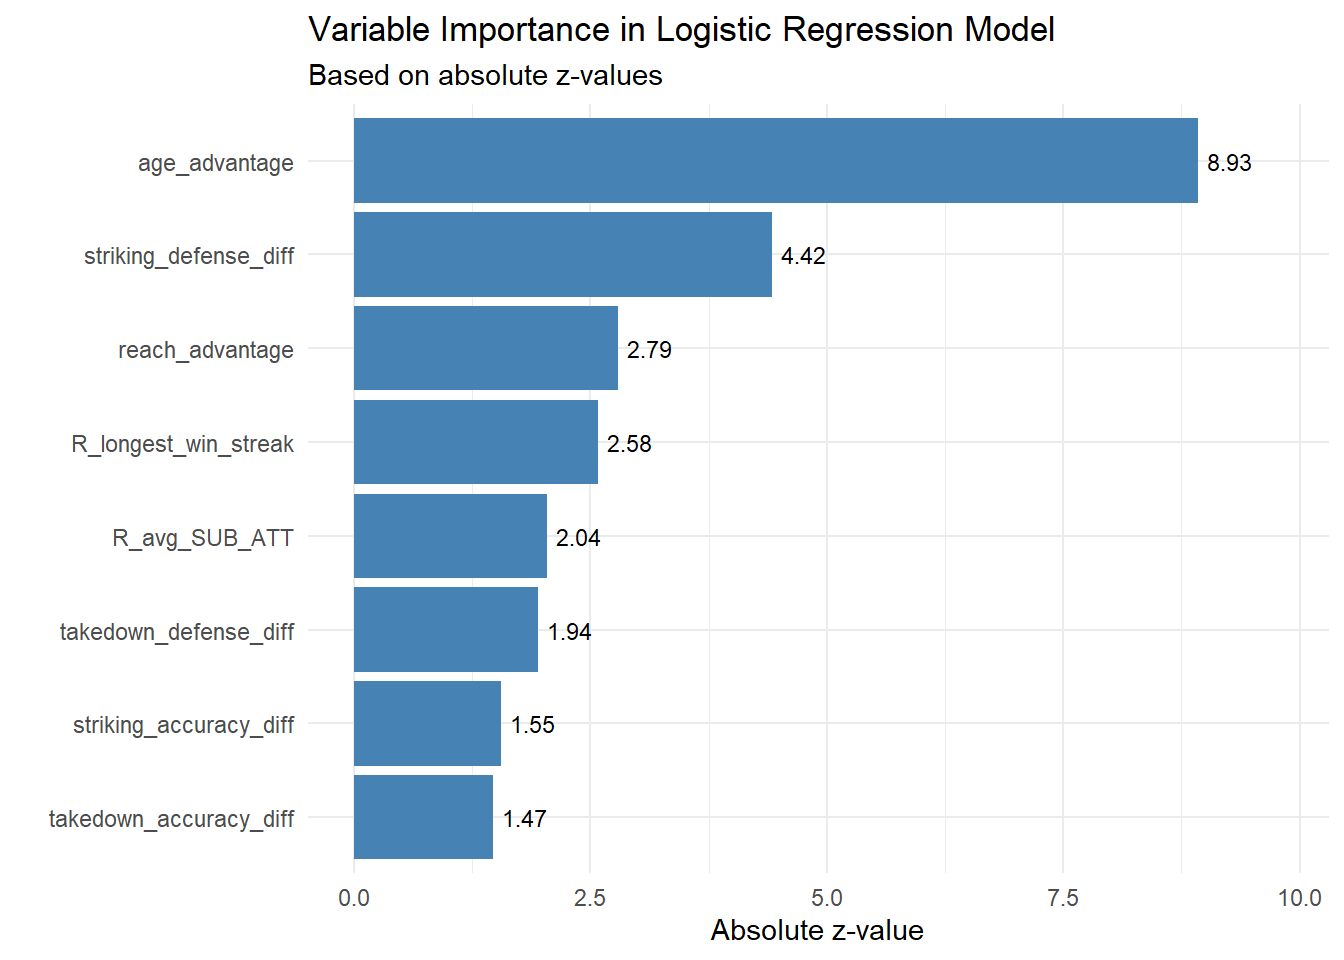 Variable Importance in Logistic Regression Model
Based on absolute z-values
age_advantage
8.93
striking_defense_diff
4.42
reach_advantage
2.79
R_longest_win_streak
2.58
R_avg_SUB_ATT
2.04
takedown_defense_diff
1.94
striking_accuracy_diff
1.55
takedown_accuracy_diff
1.47
0.0
2.5
5.0
7.5
10.0
Absolute z-value